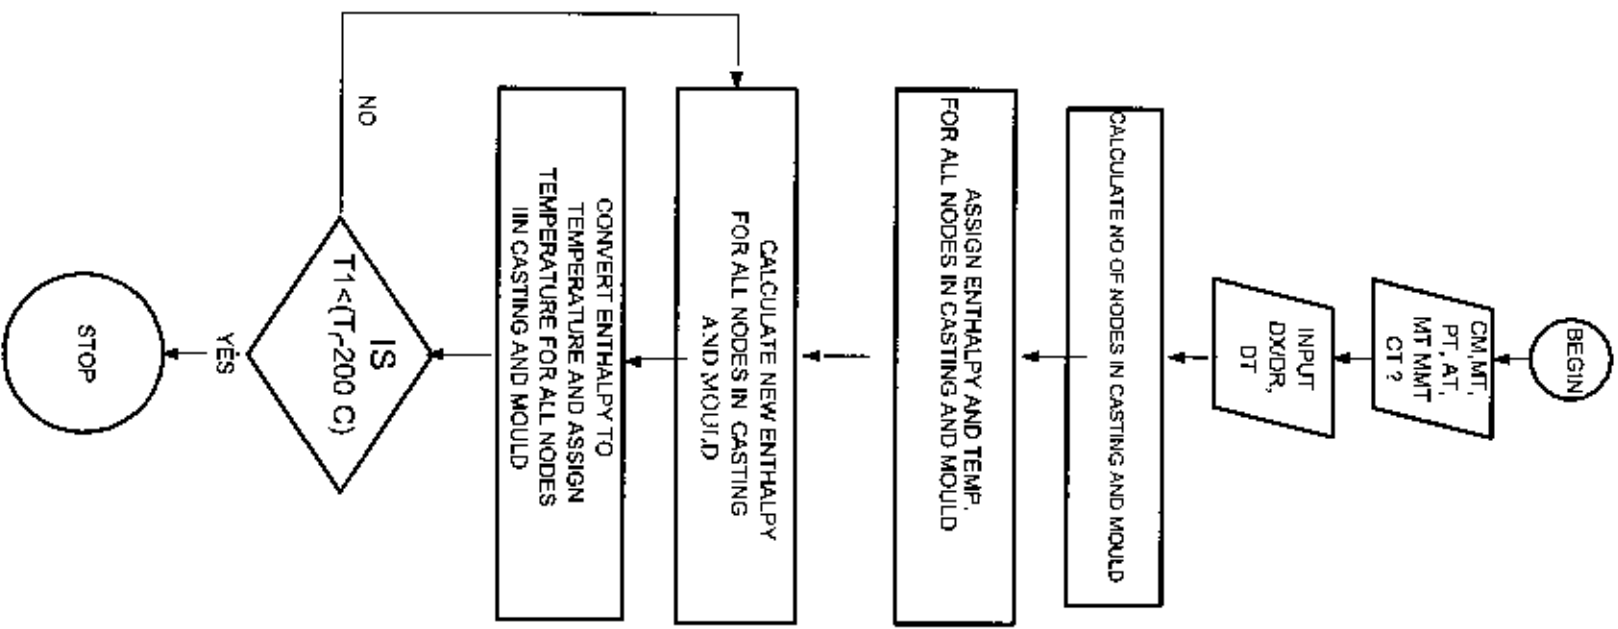 BEGIN
CM,MT,
PT, AT,
MT MMT
CT ?
INPUT
DX/DR,
DT
CALCULATE NO OF NODES IN CASTING AND MOULD
ASSIGN ENTHALPY AND TEMP.
FOR ALL NODES IN CASTING AND MOULD
CALCULATE NEW ENTHALPY
FOR ALL NODES IN CASTING
AND MOULD
CONVERT ENTHALPY TO
TEMPERATURE AND ASSIGN
TEMPERATURE FOR ALL NODES
IIN CASTING AND MOULD
IS
T1<(Tr-200 C)
NO
YES
STOP